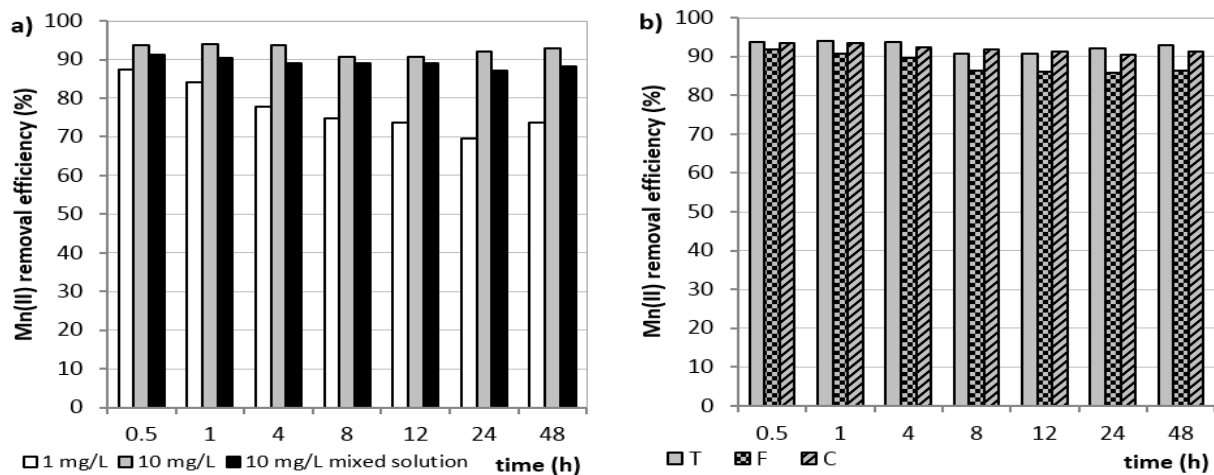 a)
Mn(II) removal efficiency (%)
100
90
80
70
60
50
40
30
20
10
0
0.5 1 4 8 12 24 48
1 mg/L 10 mg/L 10 mg/L mixed solution time (h)
b)
Mn(II) removal efficiency (%)
100
90
80
70
60
50
40
30
20
10
0
0.5 1 4 8 12 24 48
T F C time (h)